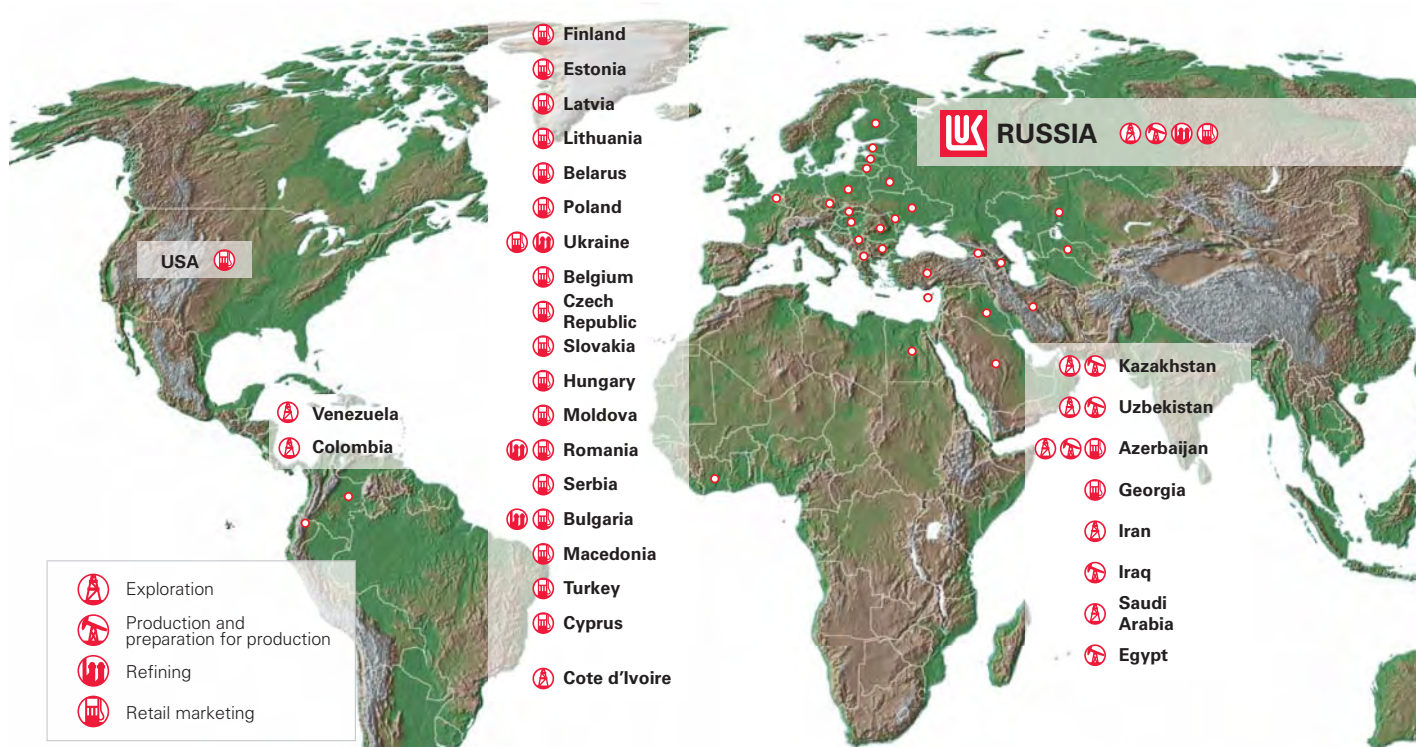 Finland
Estonia
Latvia
Lithuania
Belarus
Poland
Ukraine
Belgium
Czech
Republic
Slovakia
Hungary
Moldova
Romania
Serbia
Bulgaria
Macedonia
Turkey
Cyprus
Cote d’Ivoire
LUK RUSSIA
USA
Venezuela
Colombia
Kazakhstan
Uzbekistan
Azerbaijan
Georgia
Iran
Iraq
Saudi
Arabia
Egypt
Exploration
Production and
preparation for production
Refining
Retail marketing